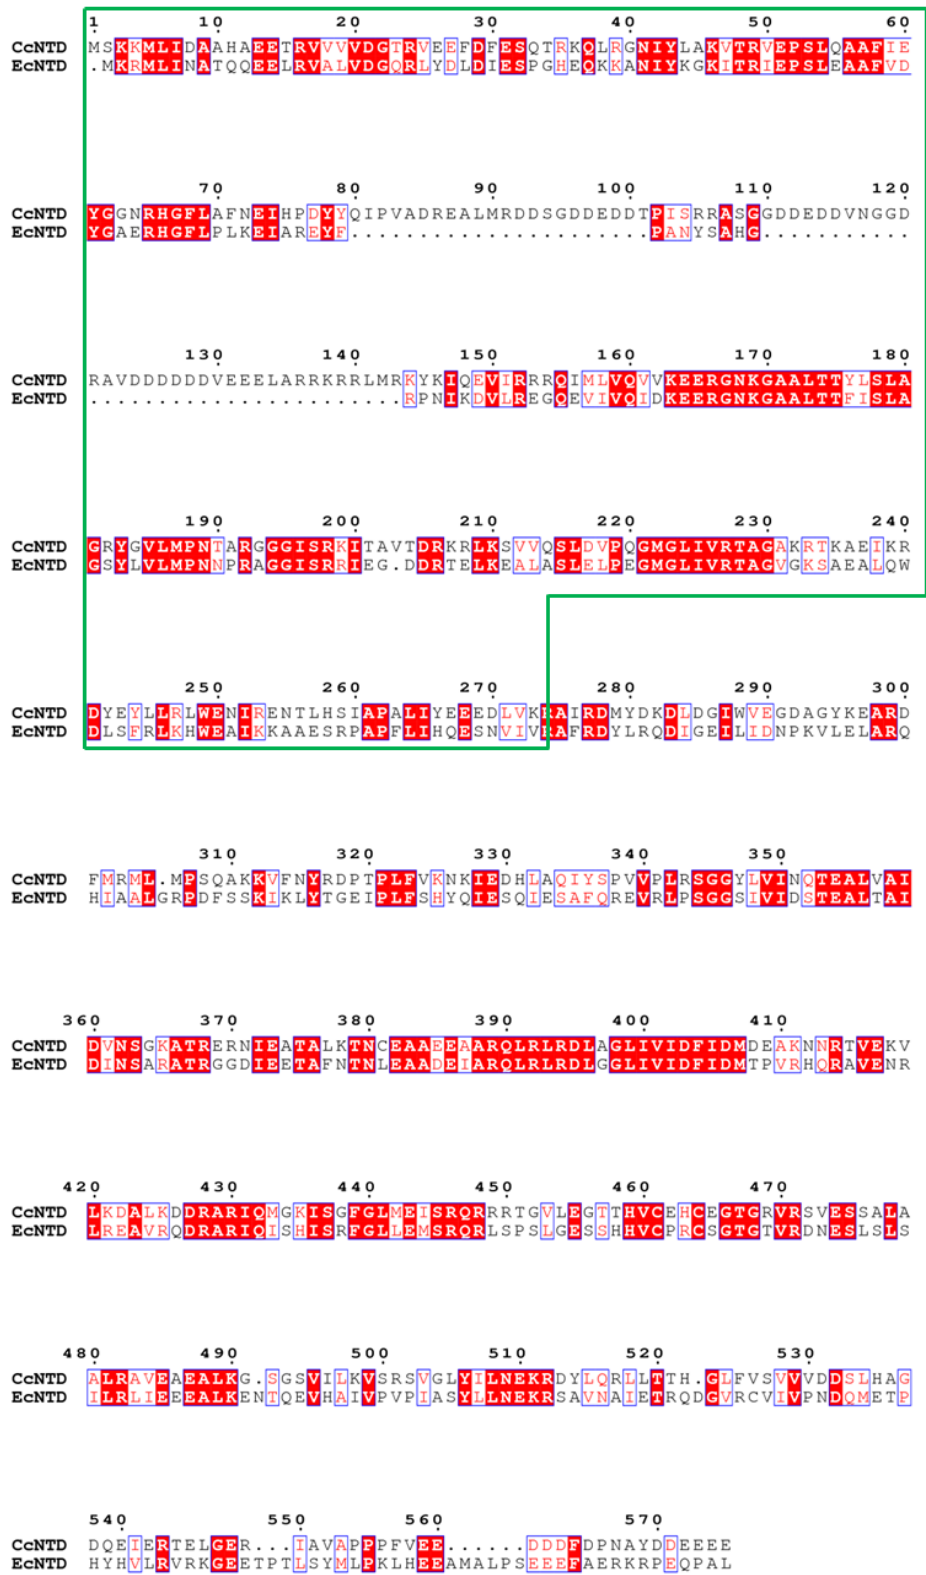 1 10 20 30 40 50 60
CcNTD MSKKMLIDAAHAEETRVVVVDGTRVEEFDFESQTRKQLRGNIYLAKVTRVEPSLQAAFIE
EcNTD .MKRMLINATQQEELRVALVDGQRLYDLDIESPGHEQKKANIYKGKITRIEPSLEAAFVD
70 80 90 100 110 120
CcNTD YGGNRHGFLAFNEIHPDYYQIPVADREALMRDDSGDDEDDTPISRRASGGDDEDDVNGGD
EcNTD YGAERHGFLPLKEIAREYF......................PANYSAHG...........
130 140 150 160 170 180
CcNTD RAVDDDDDDVEEELARRKRRLMRKYKIQEVIRRRQIMLVQVVKEERGNKGAALTTYLSLA
EcNTD .......................RPNIKDVLREGQEVIVQIDKEERGNKGAALTTFISLA
190 200 210 220 230 240
CcNTD GRYGVLMPNTARGGGISRKITAVTDRKRLKSVVQSLDVPQGMGLIVRTAGAKRTKAEIKR
EcNTD GSYLVLMPNNPRAGGISRRIEG.DDRTELKEALASLELPEGMGLIVRTAGVGKSAEALQW
250 260 270 280 290 300
CcNTD DYEYLLRLWENIRENTLHSIAPALIYEEEDLVKRAIRDMYDKDLDGIWVEGDAGYKEARD
EcNTD DLSFRLKHWEAIKKAAESRPAPFLIHQESNVIVRAFRDYLRQDIGEILIDNPKVLELARQ
310 320 330 340 350
CcNTD FMRML.MPSQAKKVFNYRDPTPLFVKNKIEDHLAQIYSPVVPLRSGGYLVINQTEALVAI
EcNTD HIAALGRPDFSSKIKLYTGEIPLFSHYQIESQIESAFQREVRLPSGGSIVIDSTEALTAI
360 370 380 390 400 410
CcNTD DVNSGKATRERNIEATALKTNCEAAEEAARQLRLRDLAGLIVIDFIDMDEAKNNRTVEKV
EcNTD DINSARATRGGDIEETAFNTNLEAADEIARQLRLRDLGGLIVIDFIDMTPVRHQRAVENR
420 430 440 450 460 470
CcNTD LKDALKDDRARIQMGKISGFGLMEISRQRRRTGVLEGTTHVCEHCEGTGRVRSVESSALA
EcNTD LREAVRQDRARIQISHISRFGLLEMSRQRLSPSLGESSHHVCPRCSGTGTVRDNESLSLS
480 490 500 510 520 530
CcNTD ALRAVEAEALKG.SGSVILKVSRSVGLYILNEKRDYLQRLLTTH.GLFVSVVVDDSLHAG
EcNTD ILRLIEEEALKENTQEVHAIVPVPIASYLLNEKRSAVNAIETRQDGVRCVIVPNDQMETP
540 550 560 570
CcNTD DQEIERTELGER...IAVAPPPFVEE......DDDFDPNAYDDEEEE
EcNTD HYHVLRVRKGEETPTLSYMLPKLHEEAMALPSEEEFAERKRPEQPAL